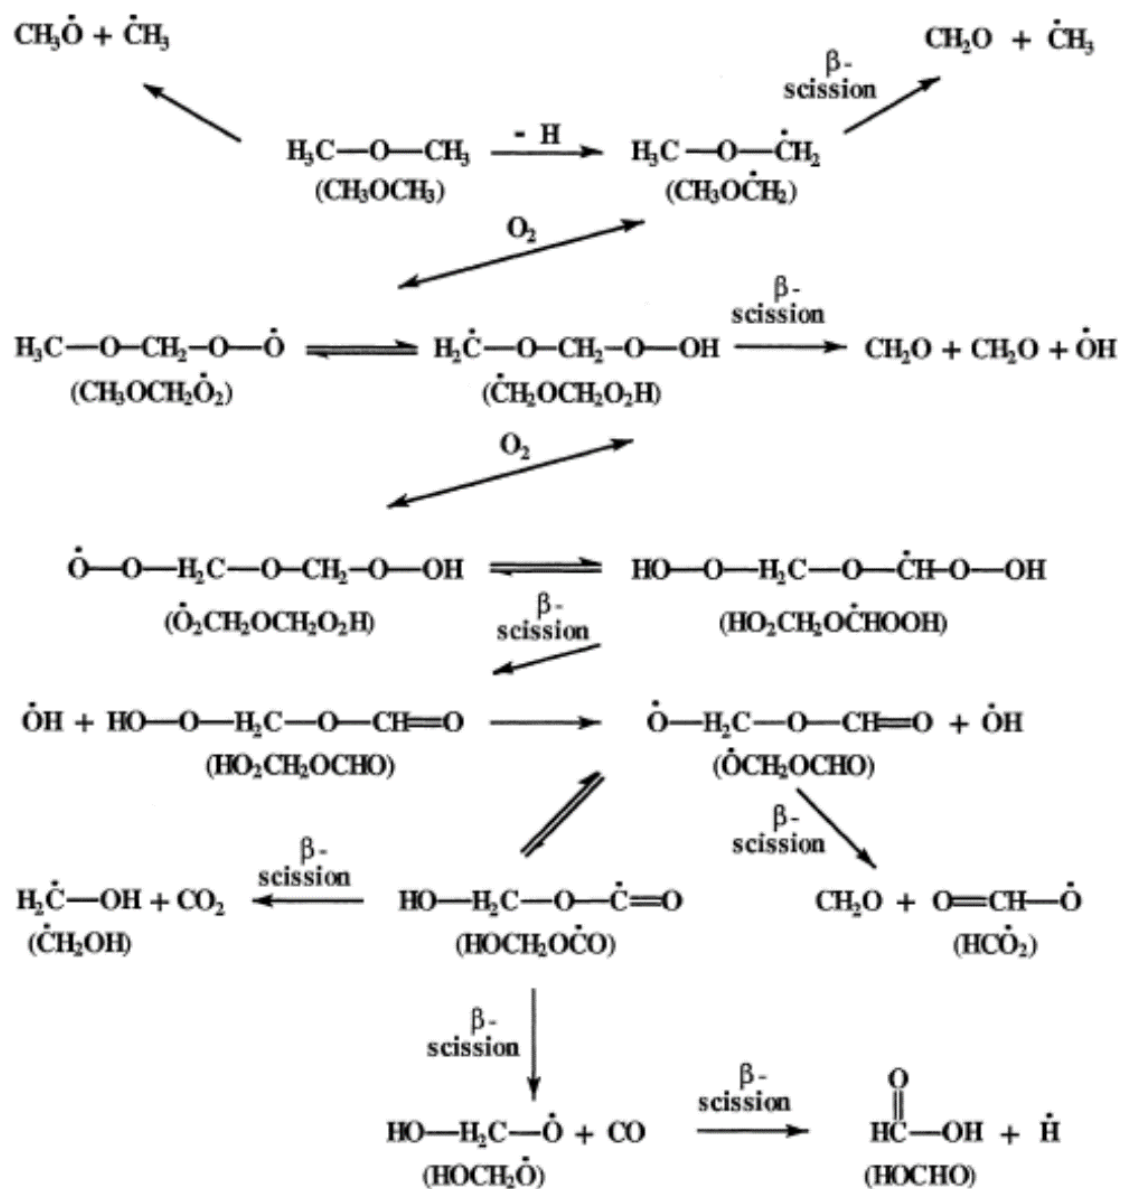 CH₃Ȯ + ĊH₃
CH₂O + ĊH₃
β-
scission
H₃C—O—CH₃
- H
H₃C—O—ĊH₂
(CH₃OCH₃)
(CH₃OĊH₂)
O₂
β-
scission
H₃C—O—CH₂—O—Ȯ
H₂Ċ—O—CH₂—O—OH
CH₂O + CH₂O + ȮH
(CH₃OCH₂Ȯ₂)
(ĊH₂OCH₂O₂H)
O₂
Ȯ—O—H₂C—O—CH₂—O—OH
HO—O—H₂C—O—ĊH—O—OH
(Ȯ₂CH₂OCH₂O₂H)
(HO₂CH₂OĊHOOH)
β-
scission
ȮH + HO—O—H₂C—O—CH=O
Ȯ—H₂C—O—CH=O + ȮH
(HO₂CH₂OCHO)
(ȮCH₂OCHO)
β-
scission
β-
scission
H₂Ċ—OH + CO₂
HO—H₂C—O—Ċ=O
CH₂O + O=CH—Ȯ
(ĊH₂OH)
(HOCH₂OĊO)
(HCȮ₂)
β-
scission
β-
scission
O
HO—H₂C—Ȯ + CO
HC—OH + Ḣ
(HOCH₂Ȯ)
(HOCHO)